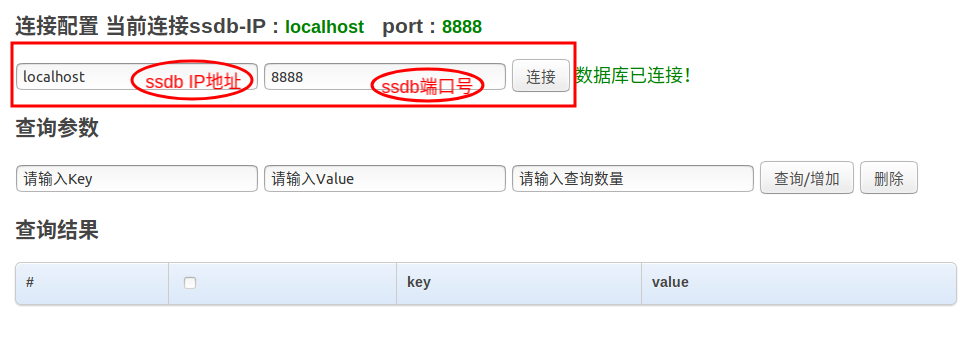 连接配置 当前连接ssdb-IP : localhost port : 8888
localhost ssdb IP地址 8888 ssdb端口号 连接 数据库已连接!
查询参数
请输入Key 请输入Value 请输入查询数量 查询/增加 删除
查询结果
# key value